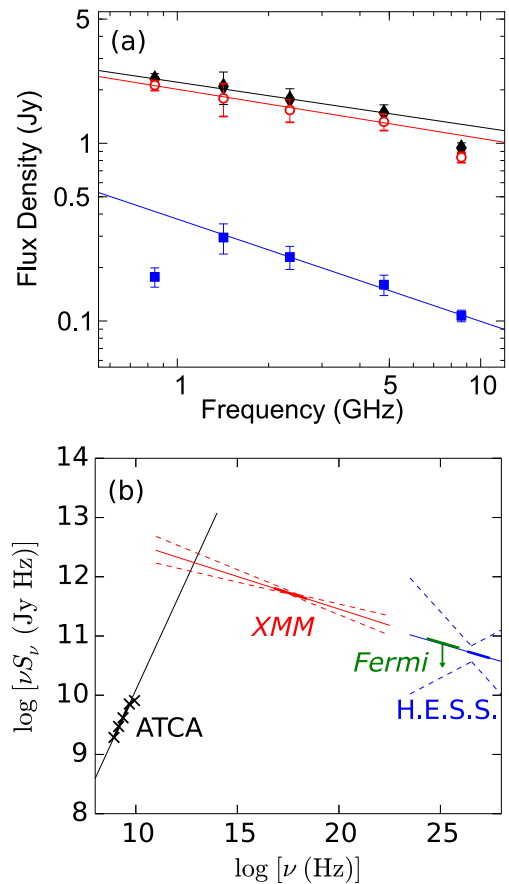 (a)
5
1
0.5
0.1
Flux Density (Jy)
1
5
10
Frequency (GHz)
(b)
14
13
12
11
10
9
8
log [νSν (Jy Hz)]
XMM
Fermi
H.E.S.S.
ATCA
10
15
20
25
log [ν (Hz)]